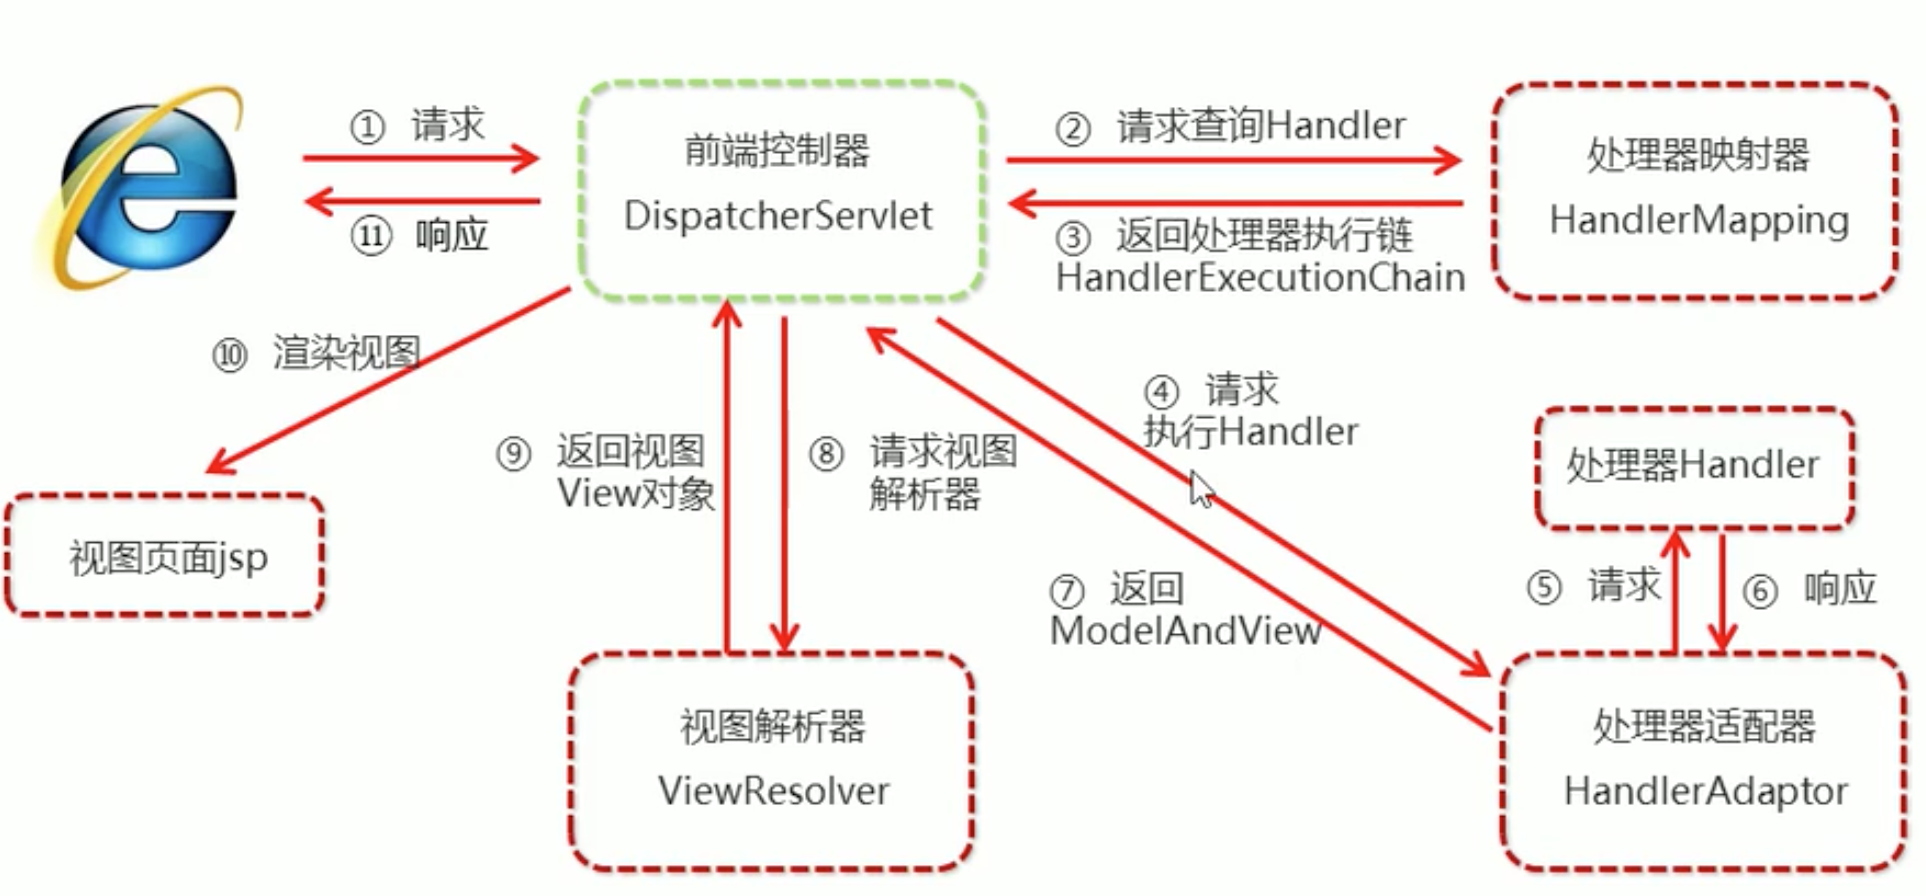 ① 请求
⑪ 响应
前端控制器
DispatcherServlet
② 请求查询Handler
③ 返回处理器执行链
HandlerExecutionChain
处理器映射器
HandlerMapping
⑩ 渲染视图
④ 请求
执行Handler
⑨ 返回视图
View对象
⑧ 请求视图
解析器
处理器Handler
视图页面jsp
⑦ 返回
ModelAndView
⑤ 请求
⑥ 响应
视图解析器
ViewResolver
处理器适配器
HandlerAdaptor